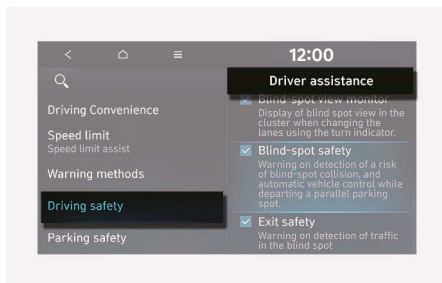 12:00
Driver assistance
Driving Convenience
Speed limit
Speed limit assist
Warning methods
Driving safety
Parking safety
Blind-spot view monitor
Display of blind spot view in the
cluster when changing the
lanes using the turn indicator.
Blind-spot safety
Warning on detection of a risk
of blind-spot collision, and
automatic vehicle control while
departing a parallel parking
spot.
Exit safety
Warning on detection of traffic
in the blind spot